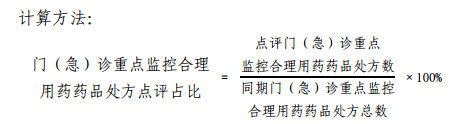 计算方法：
门（急）诊重点监控合理
用药药品处方点评占比
=
点评门（急）诊重点
监控合理用药药品处方数
同期门（急）诊重点监控
合理用药药品处方总数
×100%